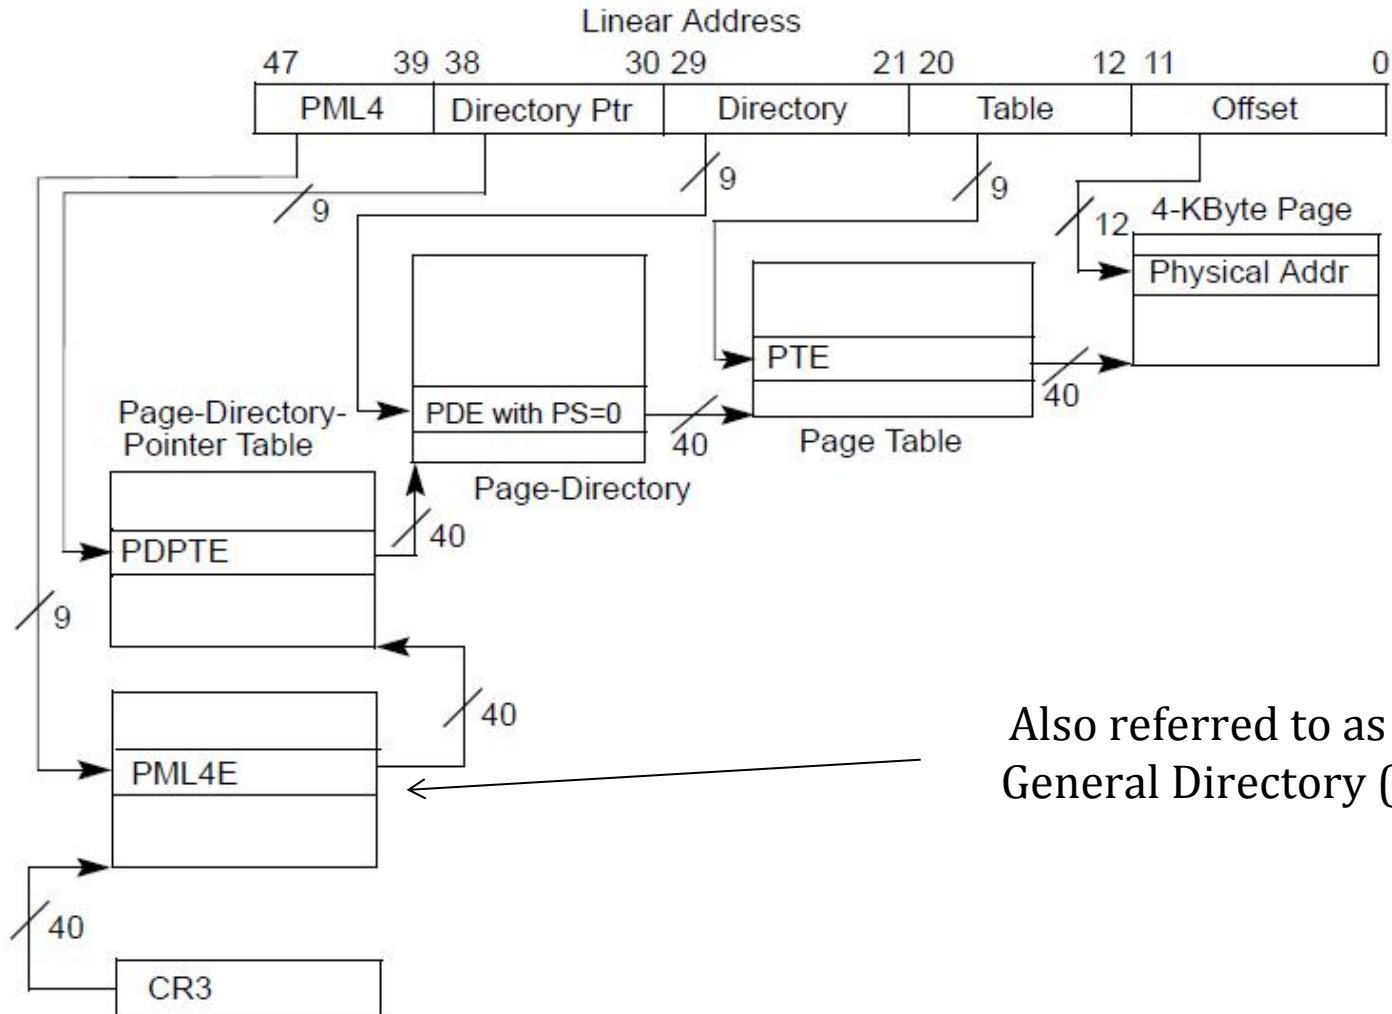 Linear Address
47 39 38 30 29 21 20 12 11 0
PML4 Directory Ptr Directory Table Offset
9 9 9
12 4-KByte Page
Physical Addr
PTE
40
Page Table
PDE with PS=0
40
Page-Directory
Page-Directory-
Pointer Table
PDPTE
40
9
40
PML4E
Also referred to as
General Directory (
40
CR3